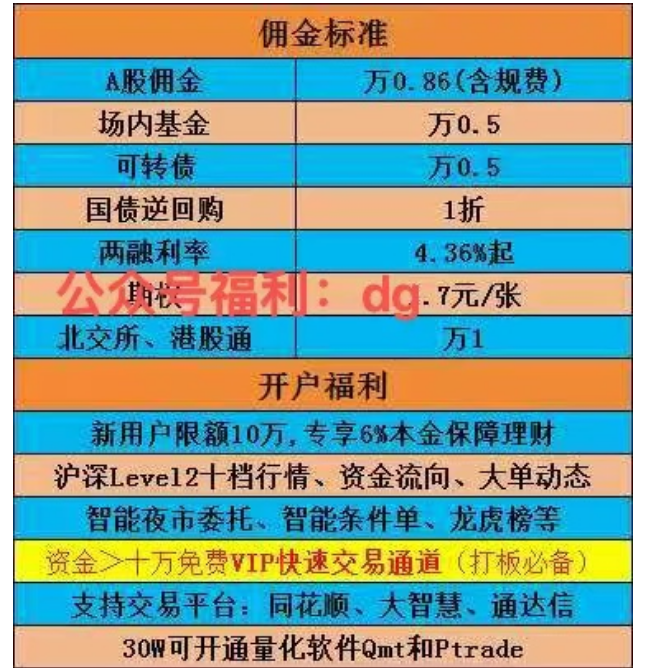 佣金标准
A股佣金 万0.86(含规费)
场内基金 万0.5
可转债 万0.5
国债逆回购 1折
两融利率 4.36%起
公众号福利：dg
期权 .7元/张
北交所、港股通 万1
开户福利
新用户限额10万,专享6%本金保障理财
沪深Level2十档行情、资金流向、大单动态
智能夜市委托、智能条件单、龙虎榜等
资金＞十万免费VIP快速交易通道（打板必备）
支持交易平台：同花顺、大智慧、通达信
30W可开通量化软件Qmt和Ptrade